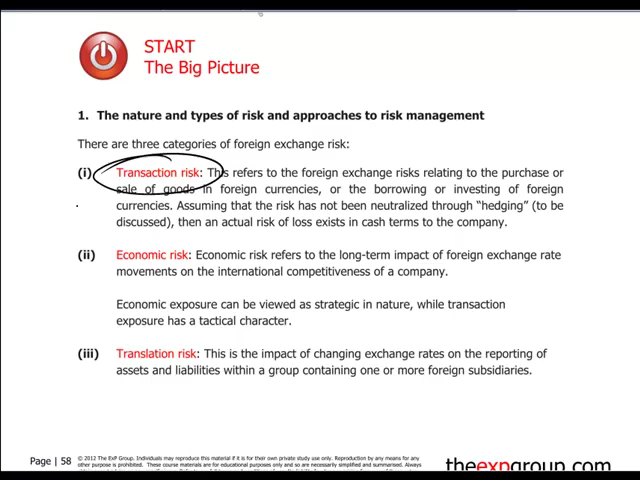 START
The Big Picture
1. The nature and types of risk and approaches to risk management
There are three categories of foreign exchange risk:
(i) Transaction risk: This refers to the foreign exchange risks relating to the purchase or
sale of goods in foreign currencies, or the borrowing or investing of foreign
currencies. Assuming that the risk has not been neutralized through “hedging” (to be
discussed), then an actual risk of loss exists in cash terms to the company.
(ii) Economic risk: Economic risk refers to the long-term impact of foreign exchange rate
movements on the international competitiveness of a company.
Economic exposure can be viewed as strategic in nature, while transaction
exposure has a tactical character.
(iii) Translation risk: This is the impact of changing exchange rates on the reporting of
assets and liabilities within a group containing one or more foreign subsidiaries.
Page | 58
© 2012 The ExP Group. Individuals may reproduce this material if it is for their own private study use only. Reproduction by any means for any
other purpose is prohibited. These course materials are for educational purposes only and so are necessarily simplified and summarised. Always
theexpgroup.com